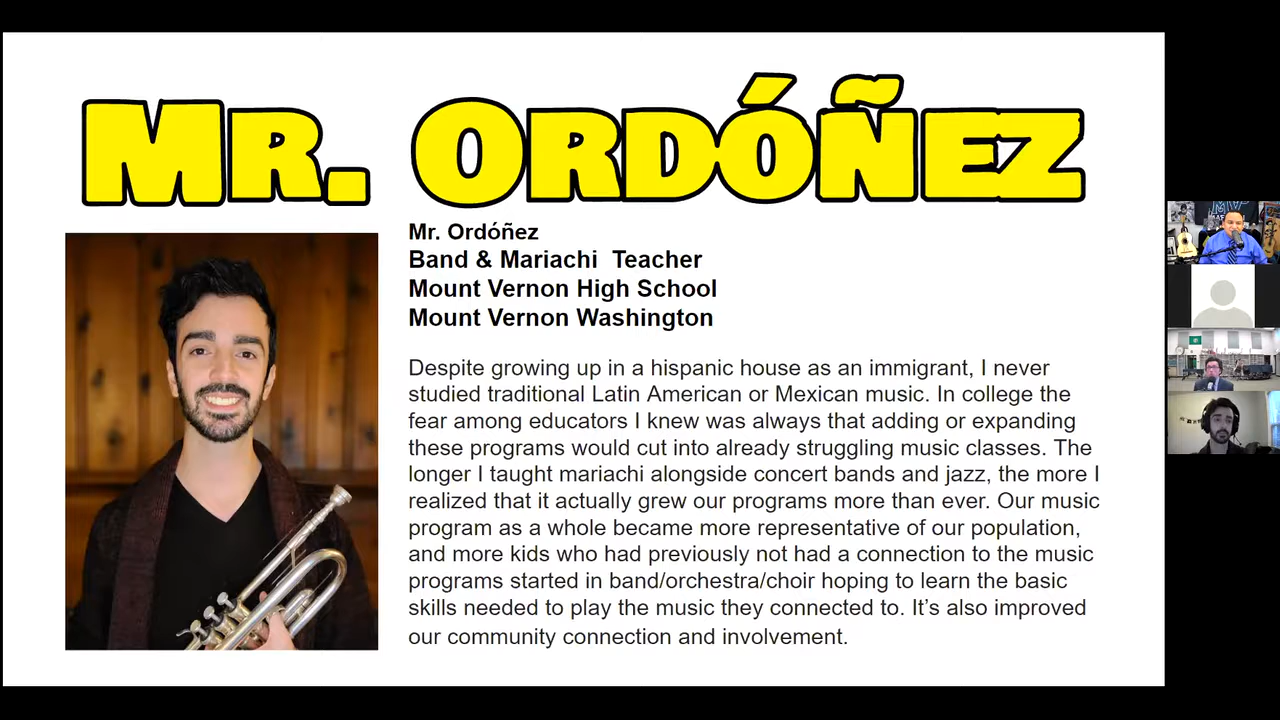 MR. ORDÓÑEZ
Mr. Ordóñez
Band & Mariachi Teacher
Mount Vernon High School
Mount Vernon Washington
Despite growing up in a hispanic house as an immigrant, I never
studied traditional Latin American or Mexican music. In college the
fear among educators I knew was always that adding or expanding
these programs would cut into already struggling music classes. The
longer I taught mariachi alongside concert bands and jazz, the more I
realized that it actually grew our programs more than ever. Our music
program as a whole became more representative of our population,
and more kids who had previously not had a connection to the music
programs started in band/orchestra/choir hoping to learn the basic
skills needed to play the music they connected to. It’s also improved
our community connection and involvement.